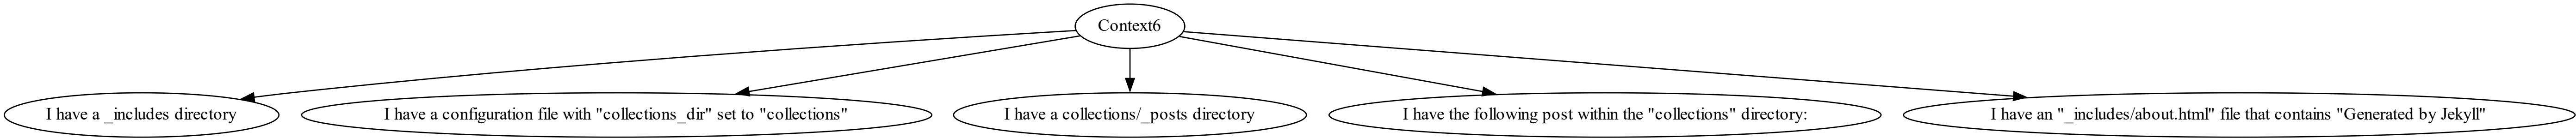 Context6
I have a _includes directory
I have a configuration file with "collections_dir" set to "collections"
I have a collections/_posts directory
I have the following post within the "collections" directory:
I have an "_includes/about.html" file that contains "Generated by Jekyll"